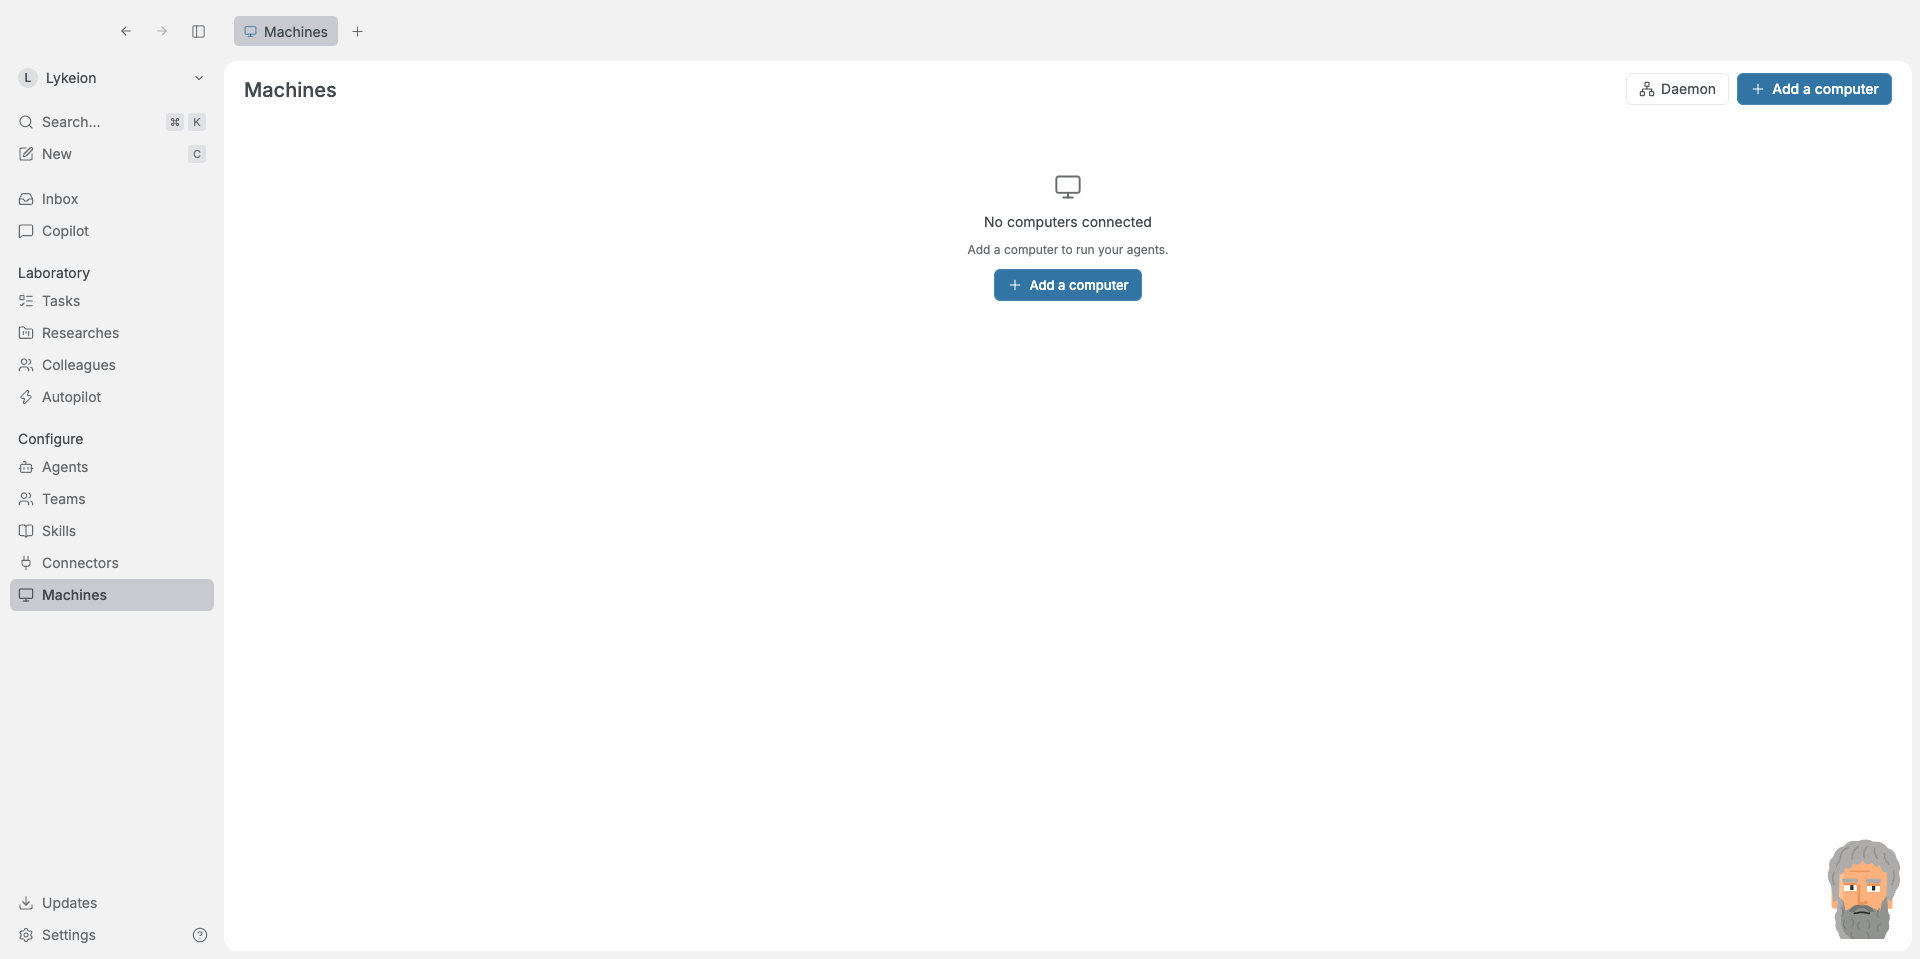 Machines
L Lykeion
Search... ⌘ K
New C
Inbox
Copilot
Laboratory
Tasks
Researches
Colleagues
Autopilot
Configure
Agents
Teams
Skills
Connectors
Machines
Updates
Settings
Machines
Daemon
Add a computer
No computers connected
Add a computer to run your agents.
Add a computer